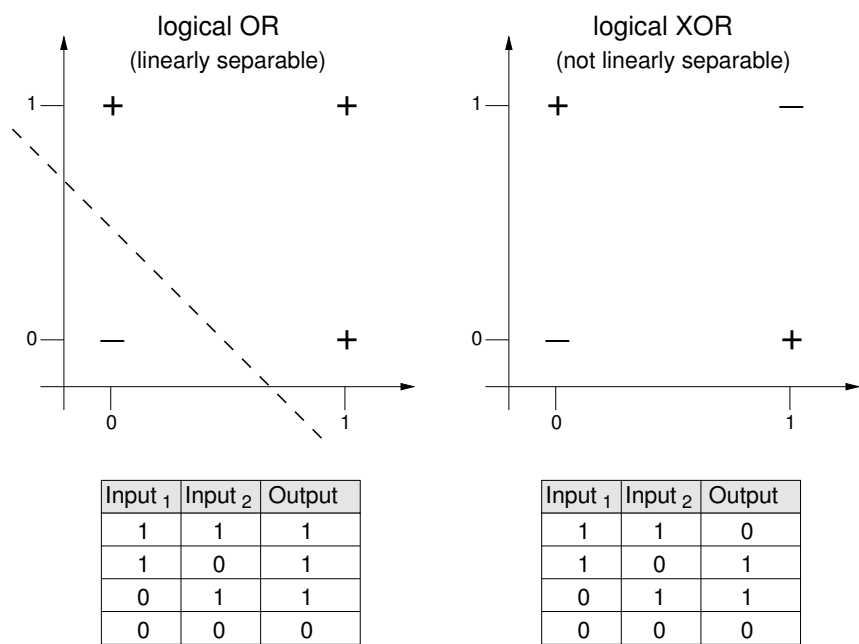 logical OR
(linearly separable)
1
+ +
0
— +
0 1
Input 1 Input 2 Output
1 1 1
1 0 1
0 1 1
0 0 0
logical XOR
(not linearly separable)
1
+ —
0
— +
0 1
Input 1 Input 2 Output
1 1 0
1 0 1
0 1 1
0 0 0